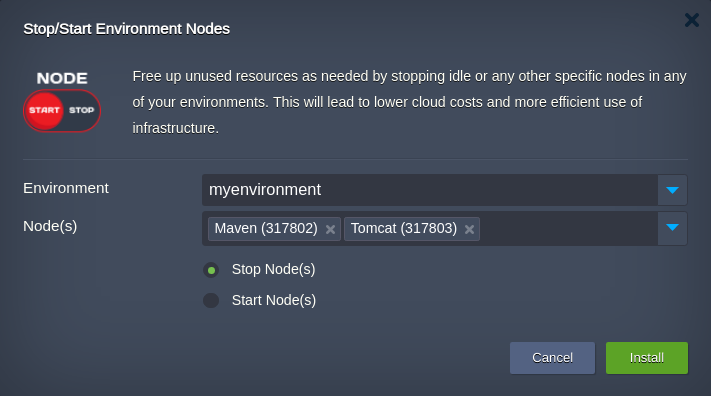 Stop/Start Environment Nodes
NODE
START STOP
Free up unused resources as needed by stopping idle or any other specific nodes in any
of your environments. This will lead to lower cloud costs and more efficient use of
infrastructure.
Environment
myenvironment
Node(s)
Maven (317802) Tomcat (317803)
Stop Node(s)
Start Node(s)
Cancel
Install